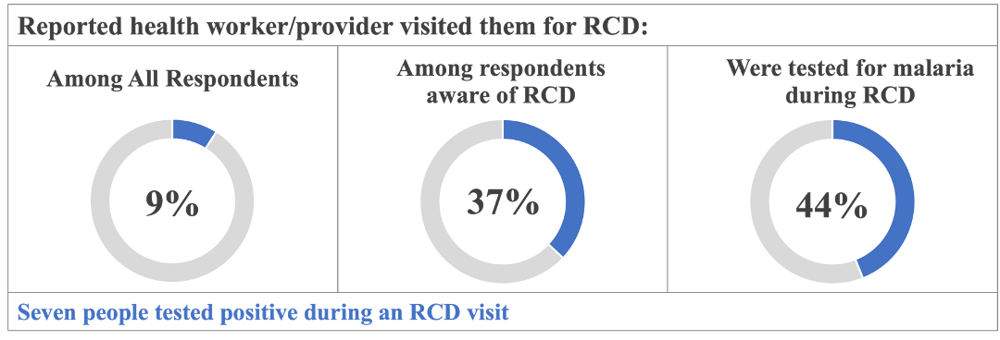 Reported health worker/provider visited them for RCD:
Among All Respondents
9%
Among respondents
aware of RCD
37%
Were tested for malaria
during RCD
44%
Seven people tested positive during an RCD visit